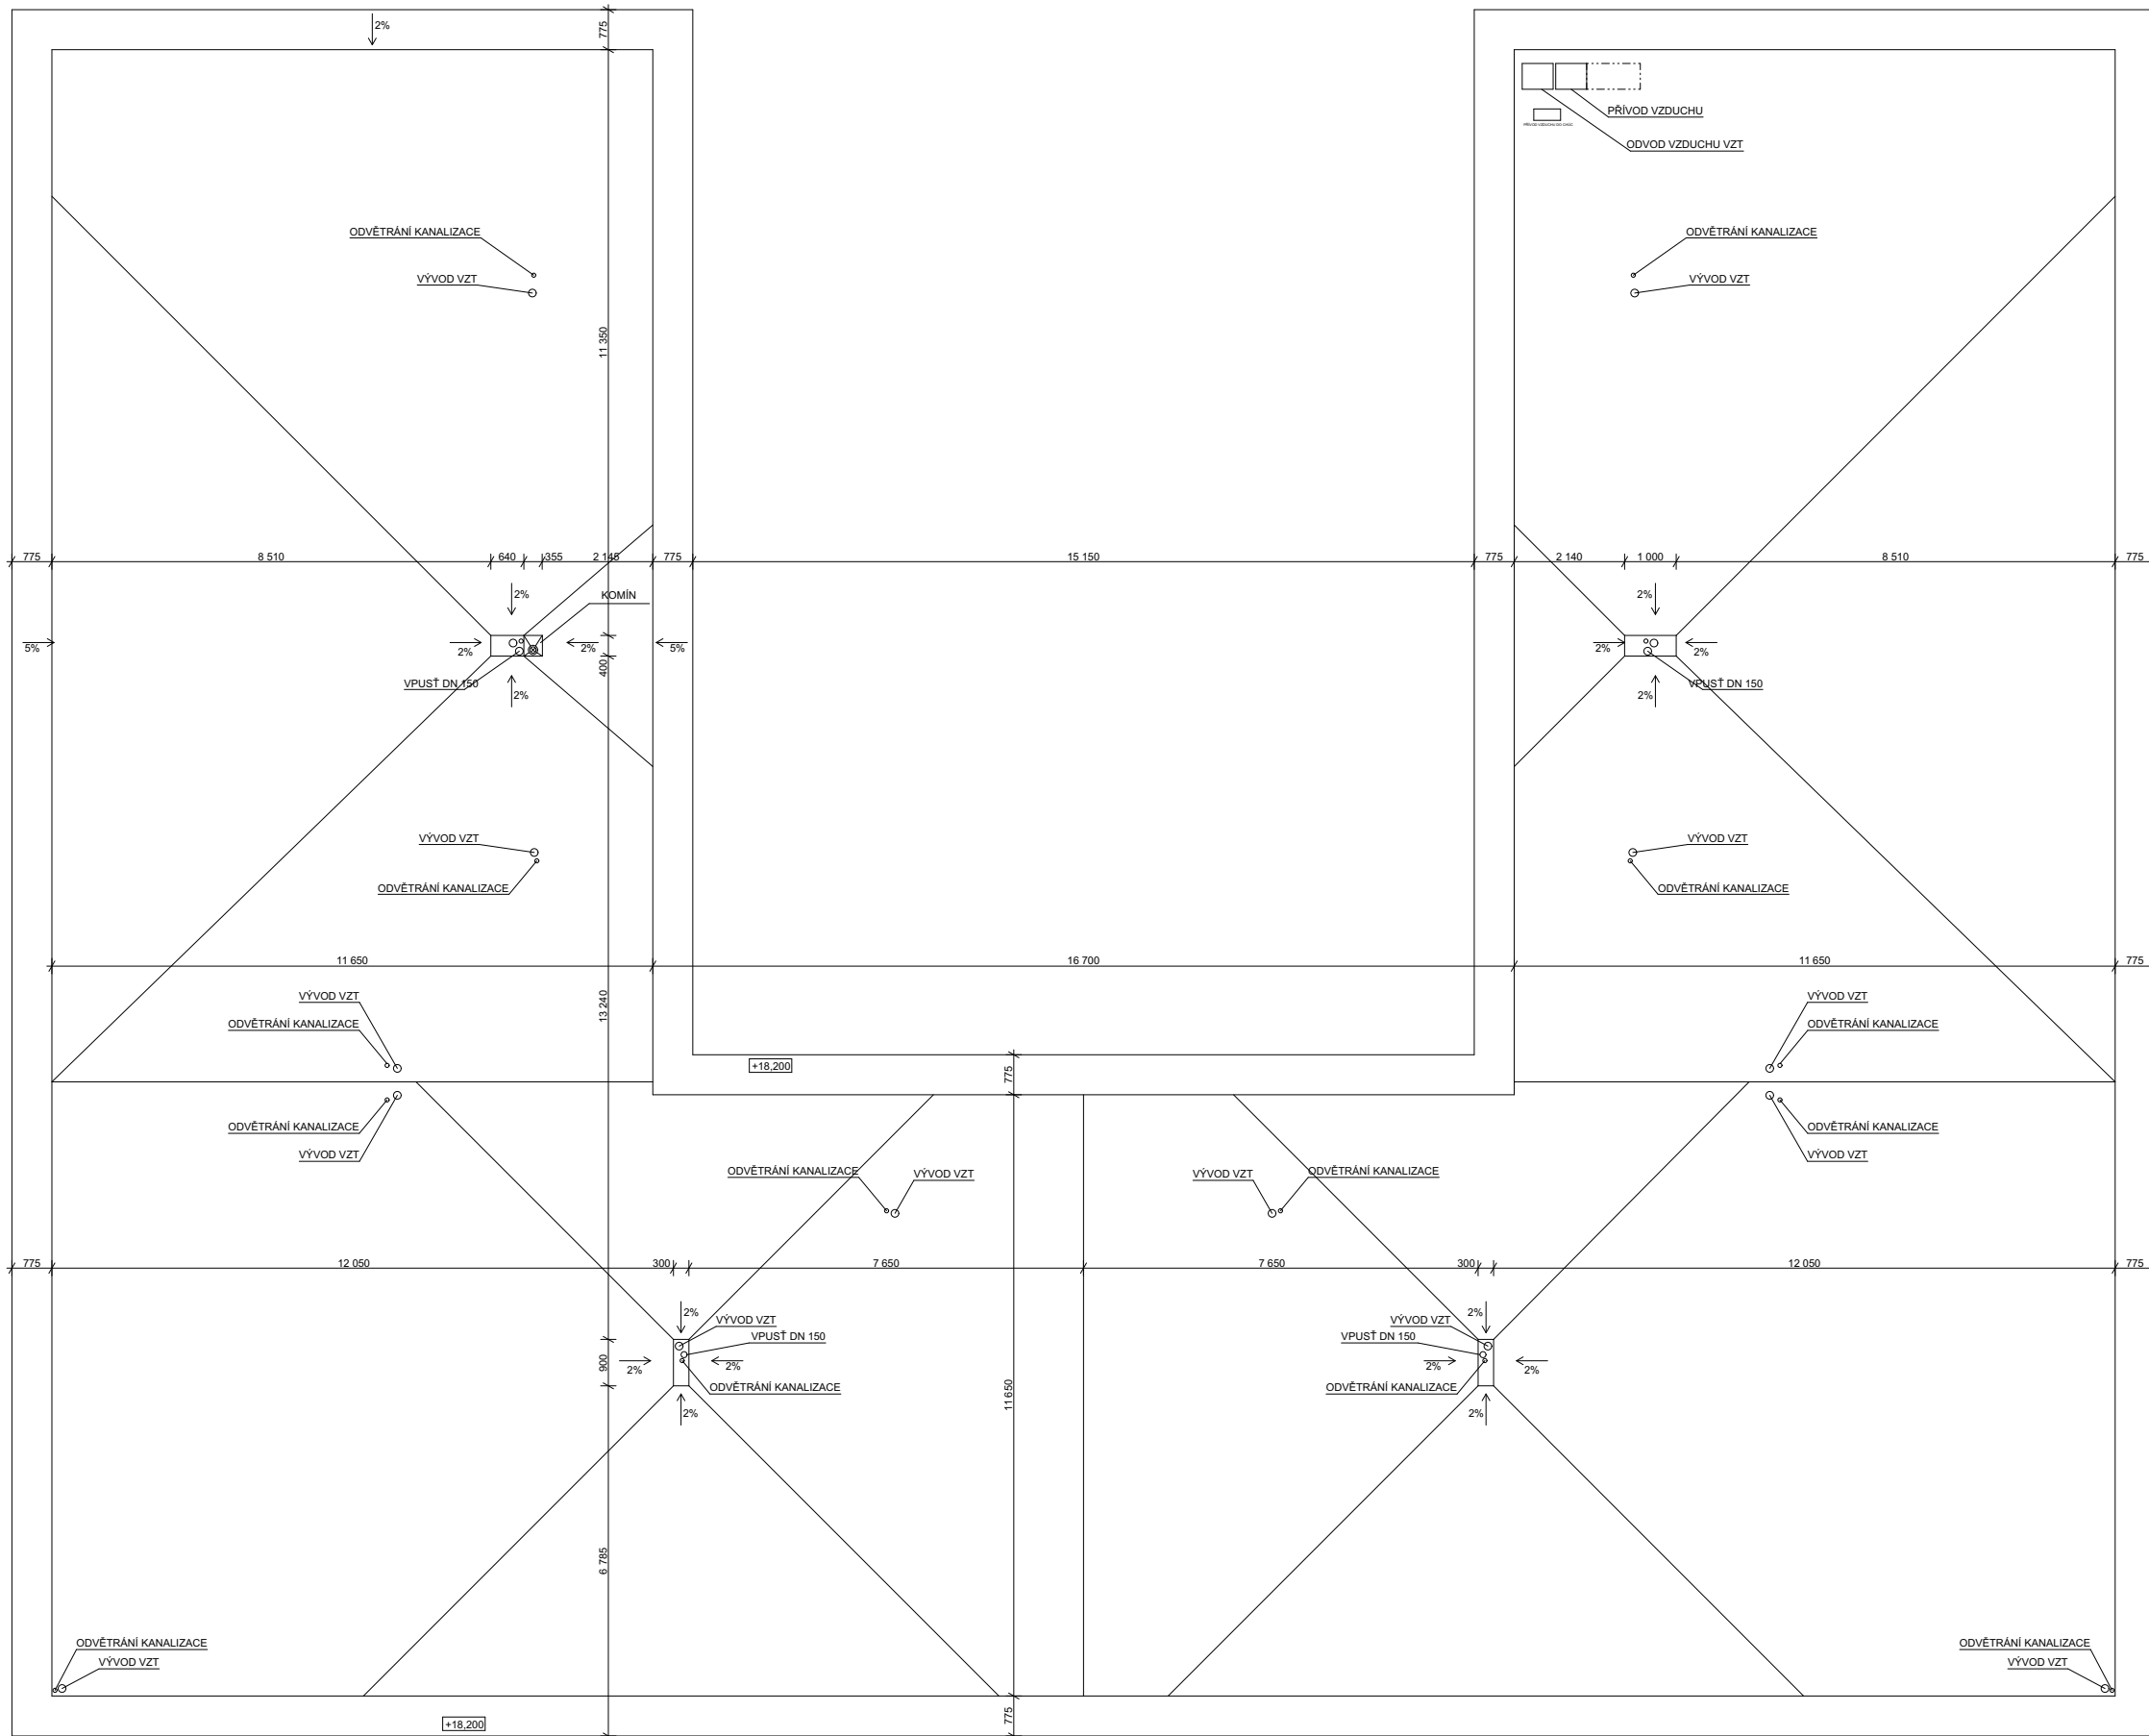 2%
775
PŘÍVOD VZDUCHU
PŘÍVOD VZDUCHU DO CHÚC
ODVOD VZDUCHU VZT
ODVĚTRÁNÍ KANALIZACE
ODVĚTRÁNÍ KANALIZACE
VÝVOD VZT
VÝVOD VZT
11 350
775
8 510
640
355
2 145
775
15 150
775
2 140
1 000
8 510
775
2%
KOMÍN
2%
5%
2%
2%
5%
2%
2%
400
VPUSŤ DN 150
VPUSŤ DN 150
2%
2%
VÝVOD VZT
VÝVOD VZT
ODVĚTRÁNÍ KANALIZACE
ODVĚTRÁNÍ KANALIZACE
11 650
16 700
11 650
775
13 240
VÝVOD VZT
VÝVOD VZT
ODVĚTRÁNÍ KANALIZACE
ODVĚTRÁNÍ KANALIZACE
+18,200
775
ODVĚTRÁNÍ KANALIZACE
ODVĚTRÁNÍ KANALIZACE
VÝVOD VZT
VÝVOD VZT
ODVĚTRÁNÍ KANALIZACE
VÝVOD VZT
VÝVOD VZT
ODVĚTRÁNÍ KANALIZACE
775
12 050
300
7 650
7 650
300
12 050
775
2%
VÝVOD VZT
VÝVOD VZT
2%
VPUSŤ DN 150
VPUSŤ DN 150
900
2%
2%
2%
2%
ODVĚTRÁNÍ KANALIZACE
ODVĚTRÁNÍ KANALIZACE
11 650
2%
2%
6 785
ODVĚTRÁNÍ KANALIZACE
ODVĚTRÁNÍ KANALIZACE
VÝVOD VZT
VÝVOD VZT
+18,200
775